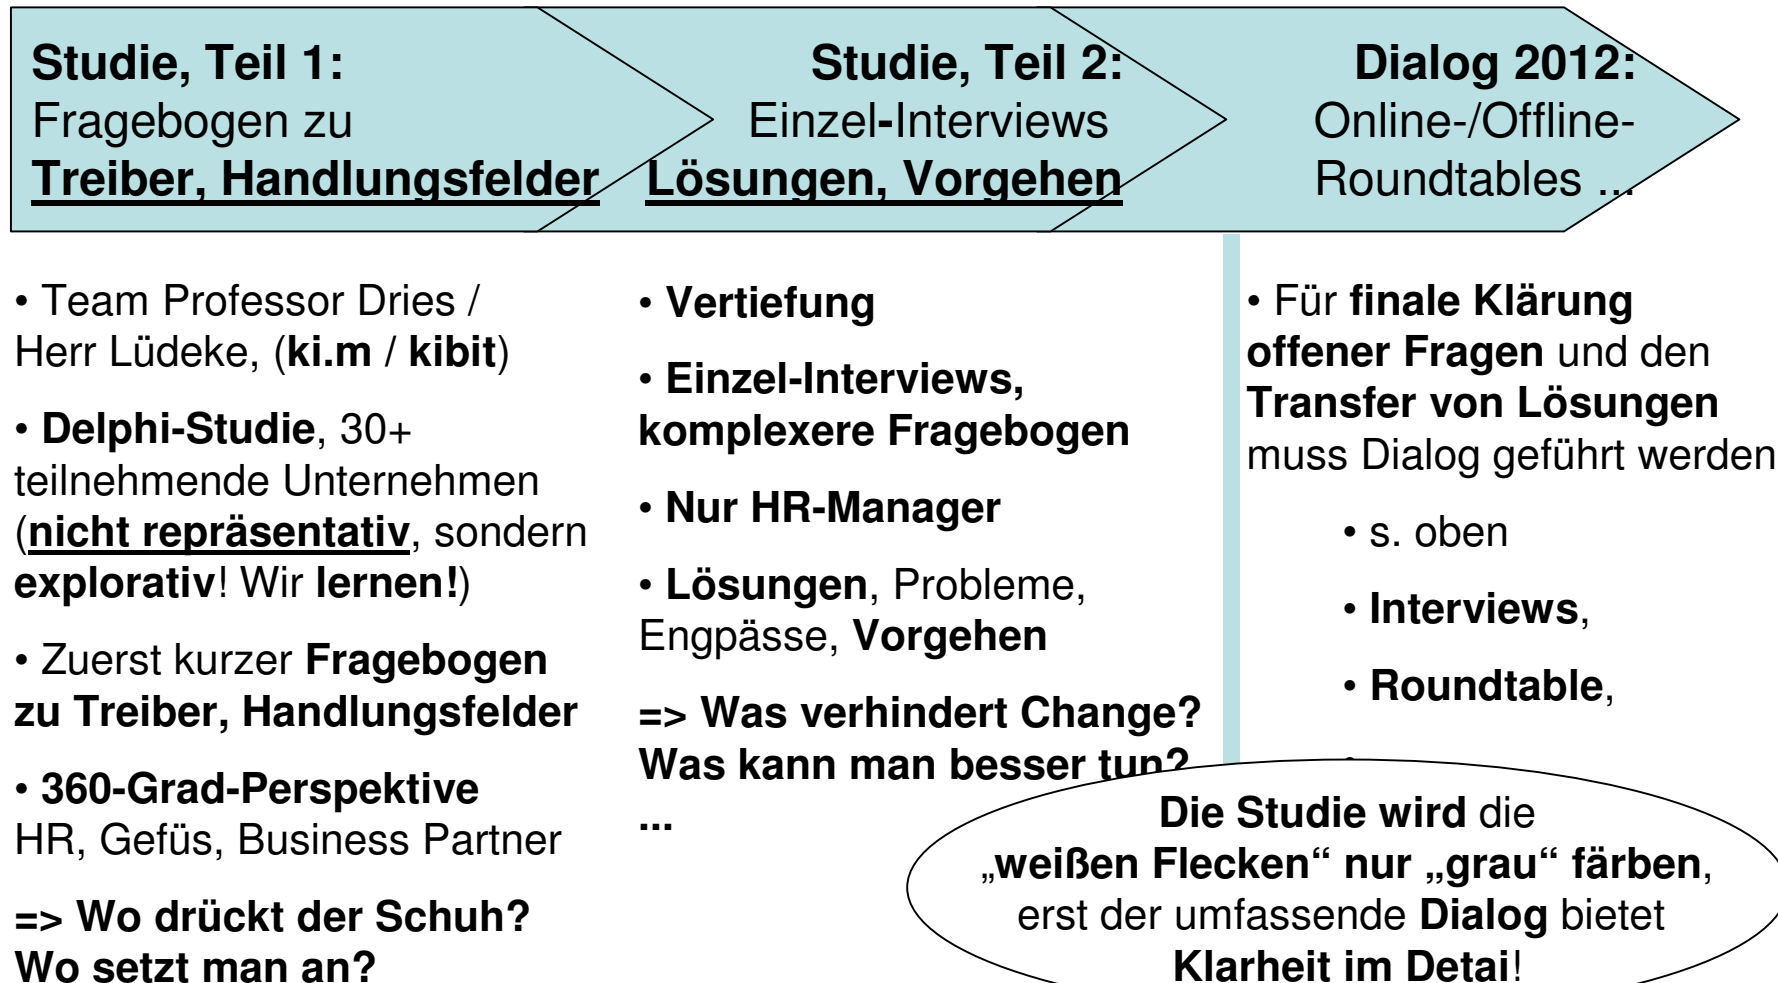 Studie, Teil 1:
Fragebogen zu
Treiber, Handlungsfelder
Studie, Teil 2:
Einzel-Interviews
Lösungen, Vorgehen
Dialog 2012:
Online-/Offline-
Roundtables ...
• Team Professor Dries /
Herr Lüdeke, (ki.m / kibit)
• Delphi-Studie, 30+
teilnehmende Unternehmen
(nicht repräsentativ, sondern
explorativ! Wir lernen!)
• Zuerst kurzer Fragebogen
zu Treiber, Handlungsfelder
• 360-Grad-Perspektive
HR, Gefüs, Business Partner
=> Wo drückt der Schuh?
Wo setzt man an?
• Vertiefung
• Einzel-Interviews,
komplexere Fragebogen
• Nur HR-Manager
• Lösungen, Probleme,
Engpässe, Vorgehen
=> Was verhindert Change?
Was kann man besser tun?
...
• Für finale Klärung
offener Fragen und den
Transfer von Lösungen
muss Dialog geführt werden
• s. oben
• Interviews,
• Roundtable,
Die Studie wird die
„weißen Flecken“ nur „grau“ färben,
erst der umfassende Dialog bietet
Klarheit im Detai!